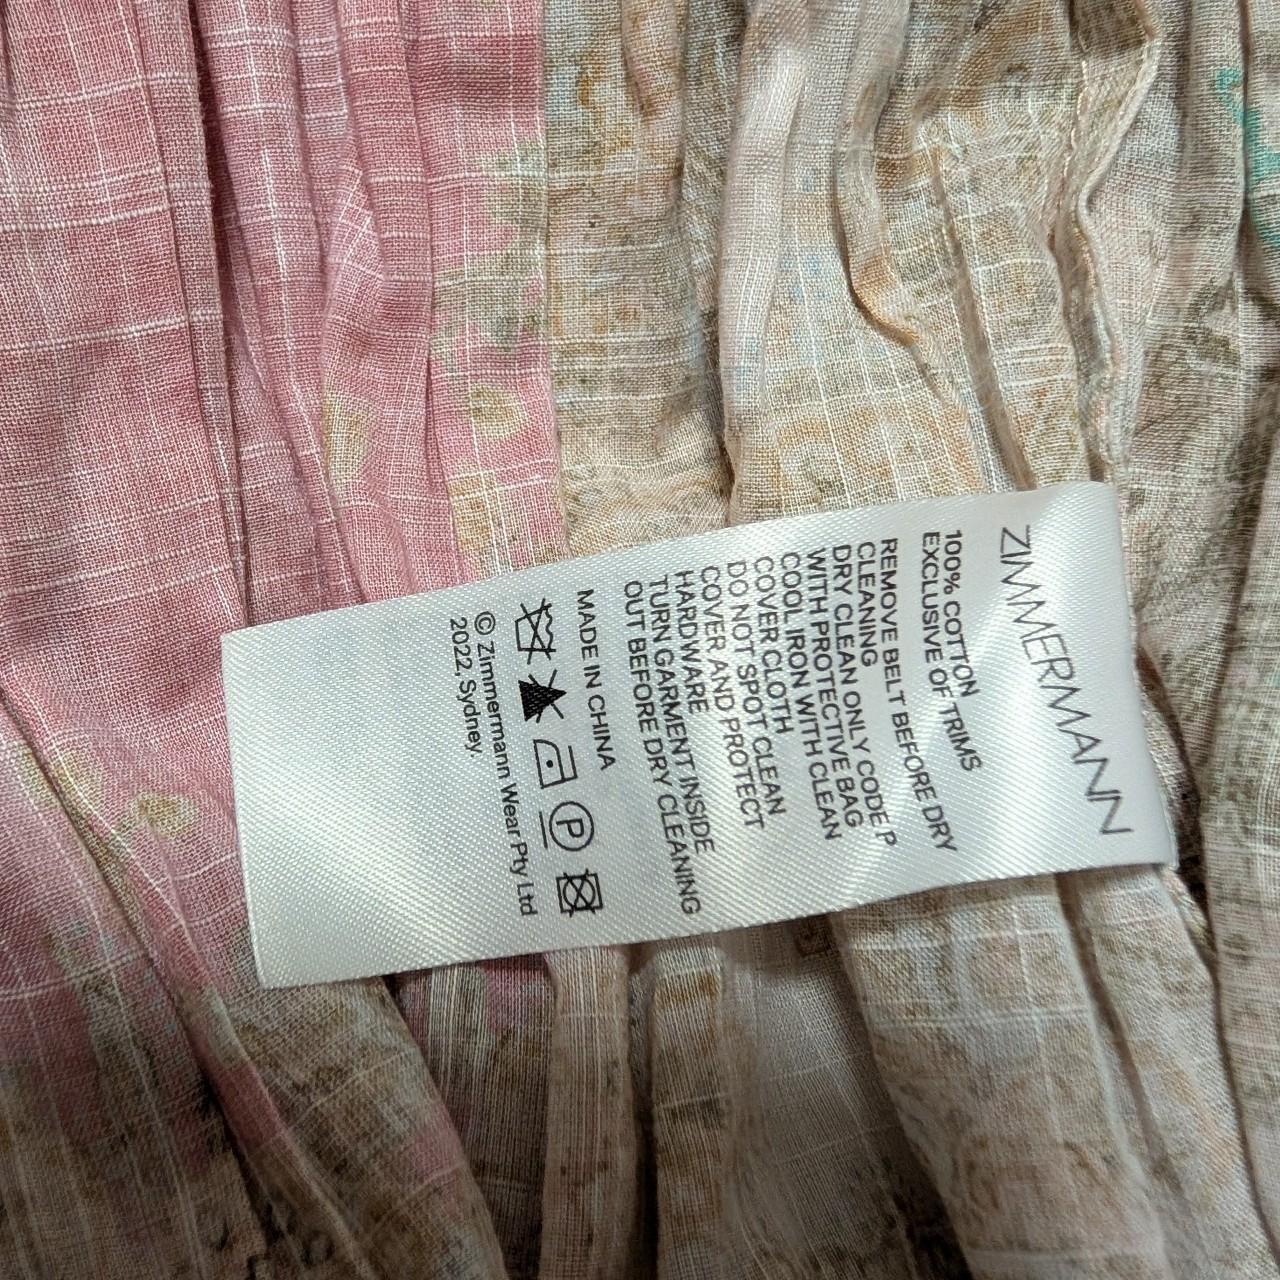 ZIMMERMANN
100% COTTON
EXCLUSIVE OF TRIMS
REMOVE BELT BEFORE DRY
CLEANING
DRY CLEAN ONLY CODE P
WITH PROTECTIVE BAG
COOL IRON WITH CLEAN
COVER CLOTH
DO NOT SPOT CLEAN
COVER AND PROTECT
HARDWARE
TURN GARMENT INSIDE
OUT BEFORE DRY CLEANING
MADE IN CHINA
P
© Zimmermann Wear Pty Ltd
2022, Sydney.